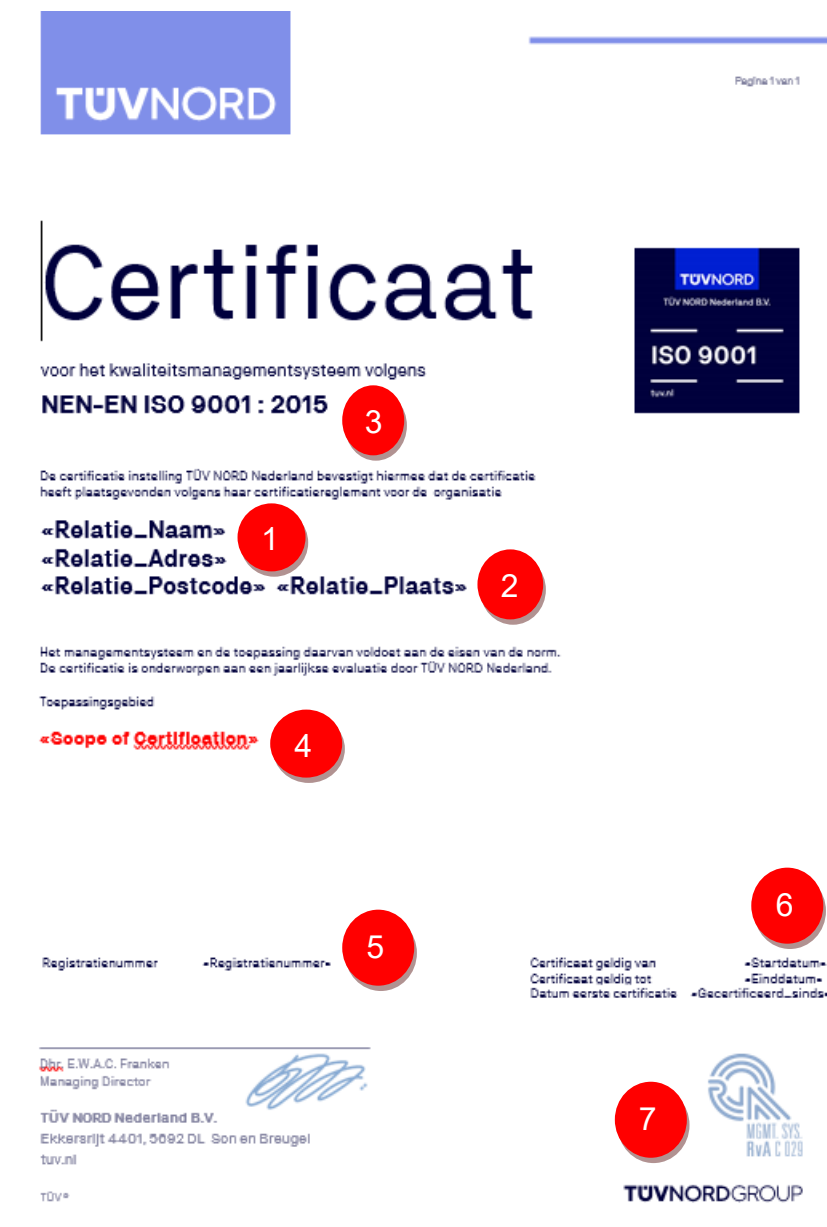 TÜVNORD
Pagina 1 van 1
Certificaat
TÜVNORD
TÜV NORD Nederland B.V.
ISO 9001
tuv.nl
voor het kwaliteitsmanagementsysteem volgens
NEN-EN ISO 9001 : 2015
3
De certificatie instelling TÜV NORD Nederland bevestigt hiermee dat de certificatie
heeft plaatsgevonden volgens haar certificatiereglement voor de organisatie
«Relatie_Naam»
1
«Relatie_Adres»
«Relatie_Postcode» «Relatie_Plaats»
2
Het managementsysteem en de toepassing daarvan voldoet aan de eisen van de norm.
De certificatie is onderworpen aan een jaarlijkse evaluatie door TÜV NORD Nederland.
Toepassingsgebied
«Scope of Certification»
4
6
5
Registratienummer «Registratienummer»
Certificaat geldig van «Startdatum»
Certificaat geldig tot «Einddatum»
Datum eerste certificatie «Gecertificeerd_sinds»
Dhr. E.W.A.C. Franken
Managing Director
TÜV NORD Nederland B.V.
Ekkersrijt 4401, 5692 DL Son en Breugel
tuv.nl
TÜV®
7
RVA
MGMT. SYS.
RvA C 029
TÜVNORDGROUP